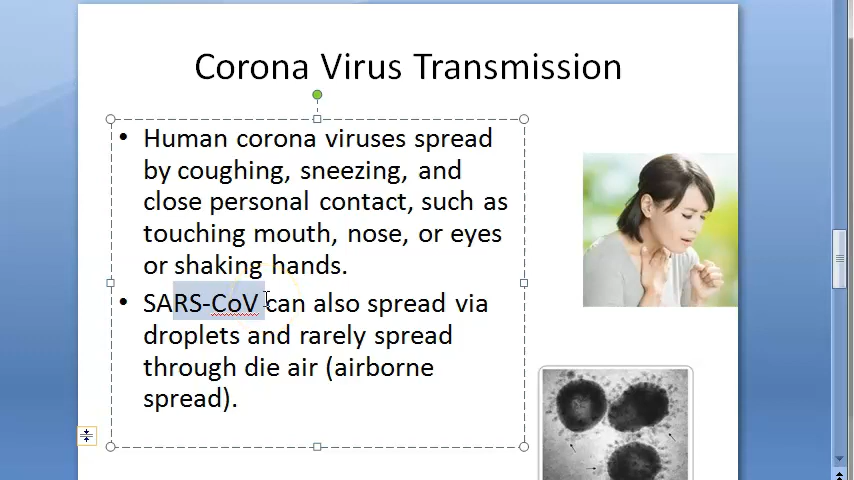 Corona Virus Transmission
• Human corona viruses spread
by coughing, sneezing, and
close personal contact, such as
touching mouth, nose, or eyes
or shaking hands.
• SARS-CoV can also spread via
droplets and rarely spread
through die air (airborne
spread).